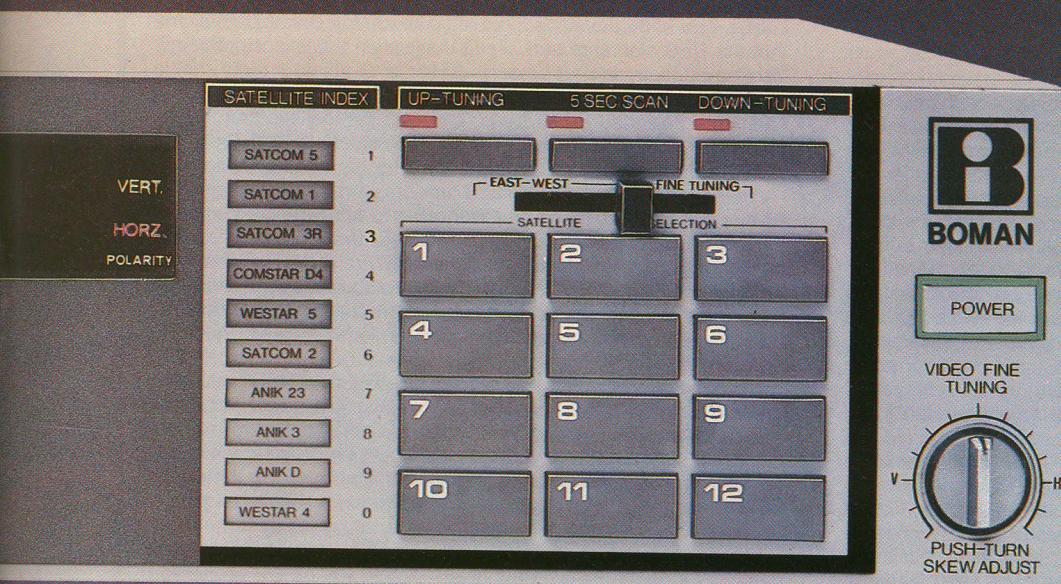 VERT.
HORZ.
POLARITY
SATELLITE INDEX
SATCOM 5 1
SATCOM 1 2
SATCOM 3R 3
COMSTAR D4 4
WESTAR 5 5
SATCOM 2 6
ANIK 23 7
ANIK 3 8
ANIK D 9
WESTAR 4 0
UP-TUNING 5 SEC SCAN DOWN-TUNING
EAST-WEST FINE TUNING
SATELLITE ELECTION
1 2 3
4 5 6
7 8 9
10 11 12
BOMAN
POWER
VIDEO FINE
TUNING
V H
PUSH-TURN
SKEW ADJUST